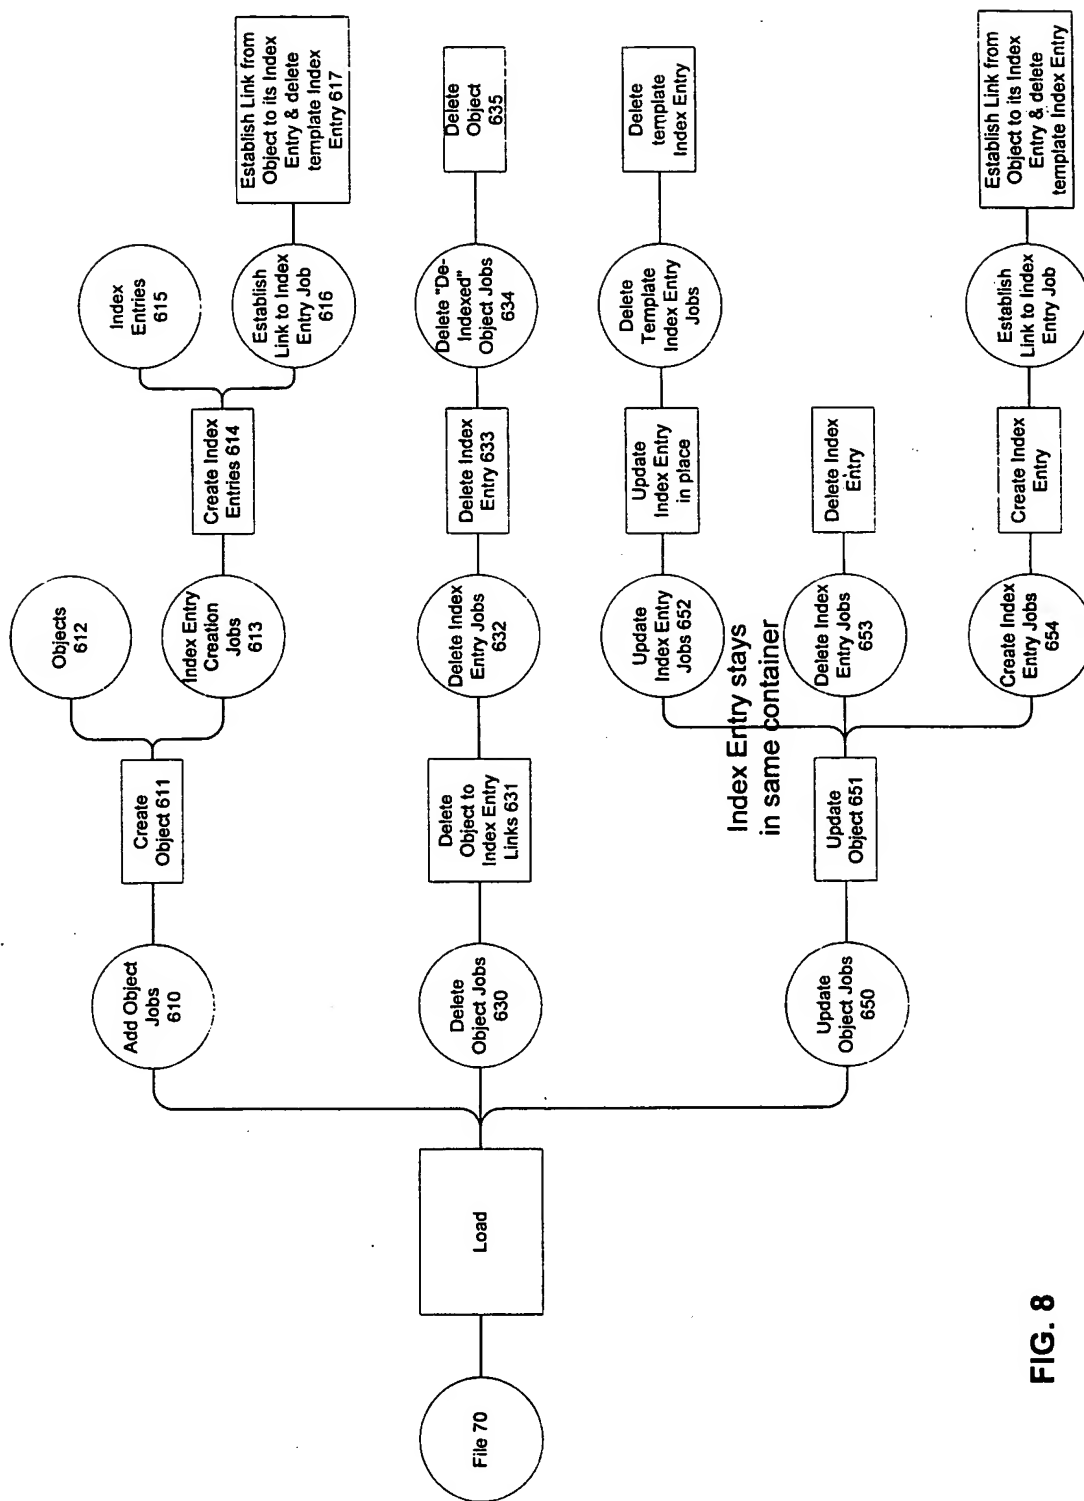 File 70
Load
Add Object
Jobs
610
Create
Object 611
Objects
612
Index Entry
Creation
Jobs
613
Create Index
Entries 614
Index
Entries
615
Establish
Link to Index
Entry Job
616
Establish Link from
Object to its Index
Entry & delete
template Index
Entry 617
Delete
Object Jobs
630
Delete
Object to
Index Entry
Links 631
Delete Index
Entry Jobs
632
Delete Index
Entry 633
Delete "De-
Indexed"
Object Jobs
634
Delete
Object
635
Update
Object Jobs
650
Update
Object 651
Index Entry stays
in same container
Update
Index Entry
Jobs 652
Update
Index Entry
in place
Delete
Template
Index Entry
Jobs
Delete
template
Index Entry
Delete Index
Entry Jobs
653
Delete Index
Entry
Create Index
Entry Jobs
654
Create Index
Entry
Establish
Link to Index
Entry Job
Establish Link from
Object to its Index
Entry & delete
template Index Entry
FIG. 8